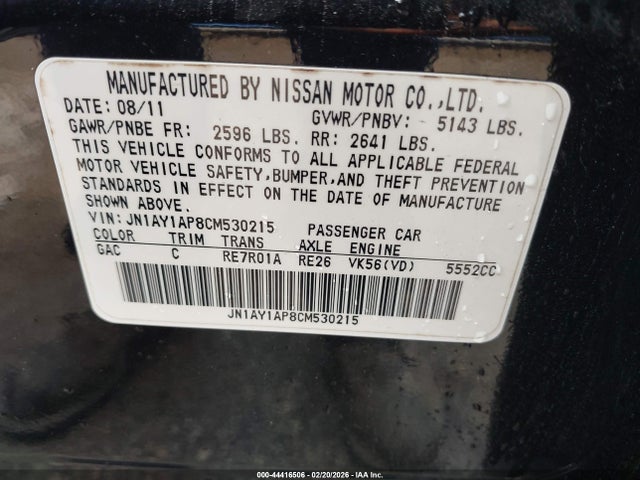 MANUFACTURED BY NISSAN MOTOR CO.,LTD.
DATE: 08/11 GVWR/PNBV: 5143 LBS.
GAWR/PNBE FR: 2596 LBS. RR: 2641 LBS.
THIS VEHICLE CONFORMS TO ALL APPLICABLE FEDERAL
MOTOR VEHICLE SAFETY,BUMPER,AND THEFT PREVENTION
STANDARDS IN EFFECT ON THE DATE OF MANUFACTURE
SHOWN ABOVE.
VIN: JN1AY1AP8CM530215 PASSENGER CAR
COLOR TRIM TRANS AXLE ENGINE
GAC C RE7R01A RE26 VK56(VD) 5552CC
JN1AY1AP8CM530215
000-44416506 - 02/20/2026 - IAA Inc.